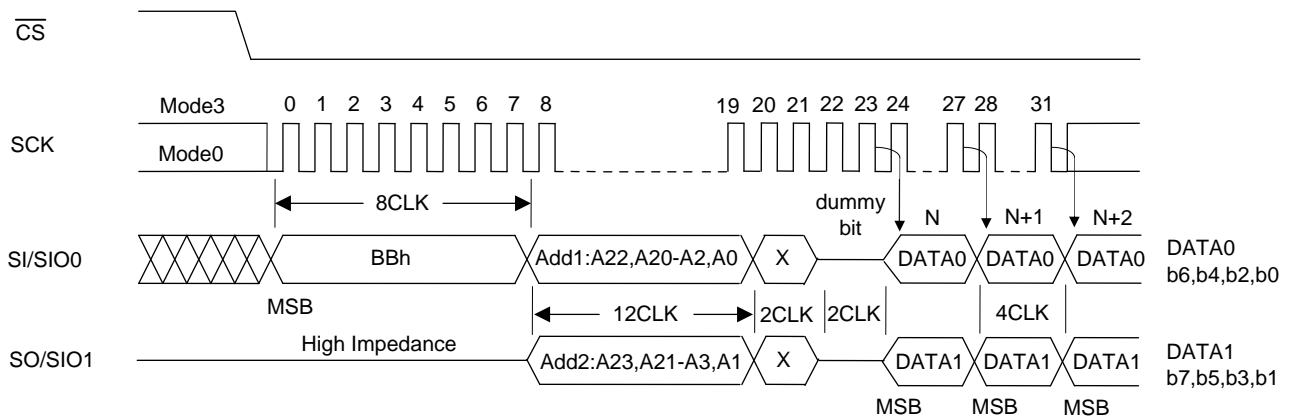 CS
Mode3
0 1 2 3 4 5 6 7 8 19 20 21 22 23 24 27 28 31
SCK
Mode0
8CLK
dummy
bit
N N+1 N+2
SI/SIO0
BBh
Add1:A22,A20-A2,A0
X
DATA0 DATA0 DATA0
DATA0
b6,b4,b2,b0
MSB
12CLK
2CLK
2CLK
4CLK
High Impedance
SO/SIO1
Add2:A23,A21-A3,A1
X
DATA1 DATA1 DATA1
DATA1
b7,b5,b3,b1
MSB MSB MSB